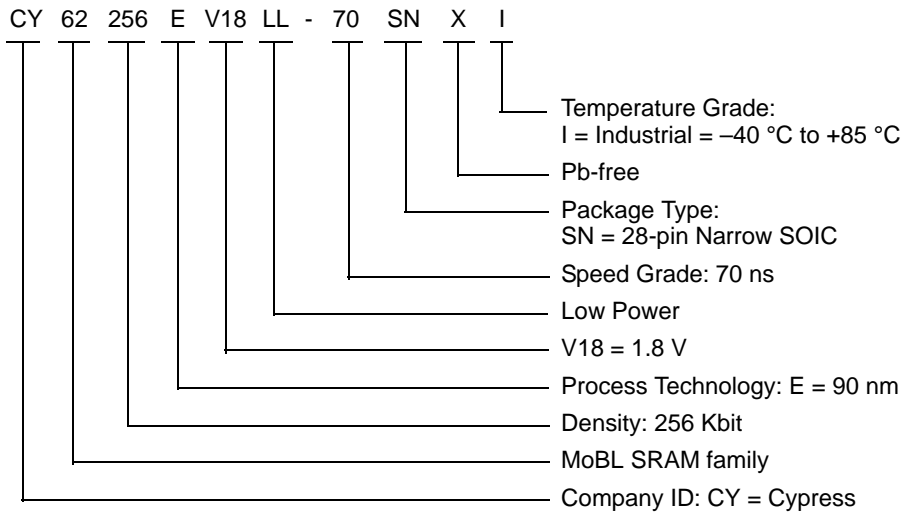 CY 62 256 E V18 LL - 70 SN X I
Temperature Grade:
I = Industrial = –40 °C to +85 °C
Pb-free
Package Type:
SN = 28-pin Narrow SOIC
Speed Grade: 70 ns
Low Power
V18 = 1.8 V
Process Technology: E = 90 nm
Density: 256 Kbit
MoBL SRAM family
Company ID: CY = Cypress